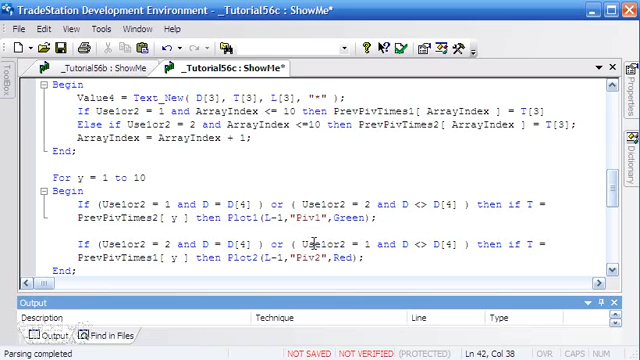 TradeStation Development Environment - _Tutorial56c : ShowMe*
File Edit View Tools Window Help
_Tutorial56b : ShowMe _Tutorial56c : ShowMe*
ToolBox
Properties
Dictionary
Begin
Value4 = Text_New( D[3], T[3], L[3], "*" );
If Use1or2 = 1 and ArrayIndex <= 10 then PrevPivTimes1[ ArrayIndex ] = T[3]
Else if Use1or2 = 2 and ArrayIndex <=10 then PrevPivTimes2[ ArrayIndex ] = T[3];
ArrayIndex = ArrayIndex + 1;
End;
For y = 1 to 10
Begin
If (Use1or2 = 1 and D = D[4] ) or ( Use1or2 = 2 and D <> D[4] ) then if T =
PrevPivTimes2[ y ] then Plot1(L-1,"Piv1",Green);
If (Use1or2 = 2 and D = D[4] ) or ( Use1or2 = 1 and D <> D[4] ) then if T =
PrevPivTimes1[ y ] then Plot2(L-1,"Piv2",Red);
End;
Output
Description Technique Line Type
Output Find in Files
Parsing completed NOT SAVED NOT VERIFIED (PROTECTED) Ln 42, Col 38 OVR CAPS NUM SCRL